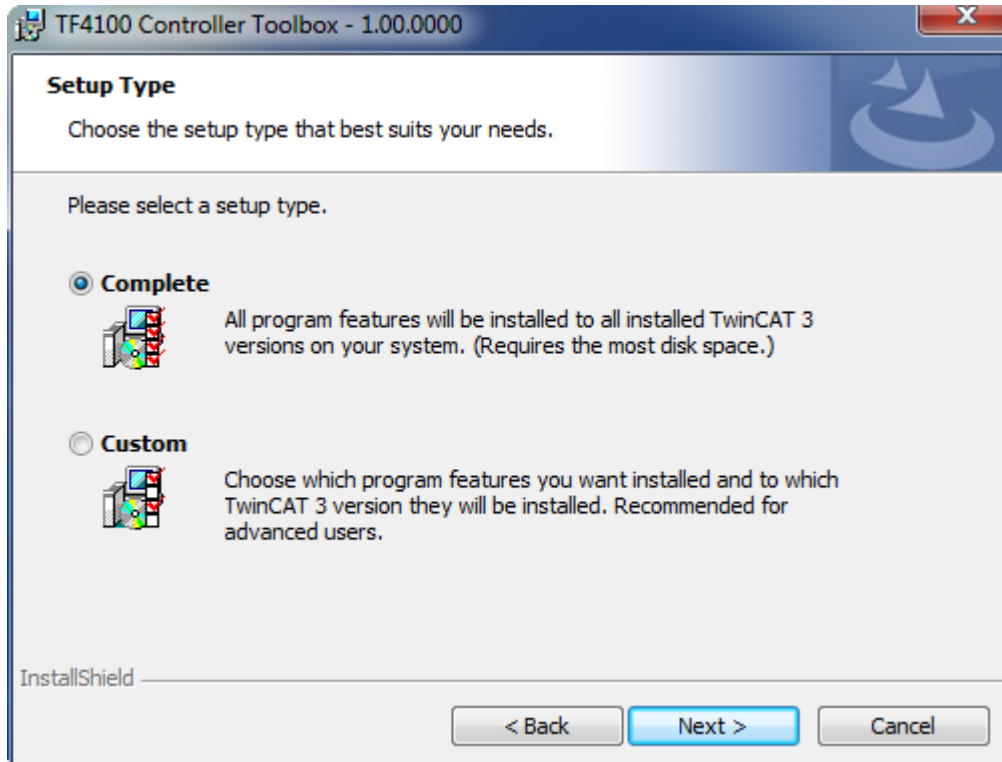 TF4100 Controller Toolbox - 1.00.0000
Setup Type
Choose the setup type that best suits your needs.
Please select a setup type.
Complete
All program features will be installed to all installed TwinCAT 3
versions on your system. (Requires the most disk space.)
Custom
Choose which program features you want installed and to which
TwinCAT 3 version they will be installed. Recommended for
advanced users.
InstallShield
< Back
Next >
Cancel